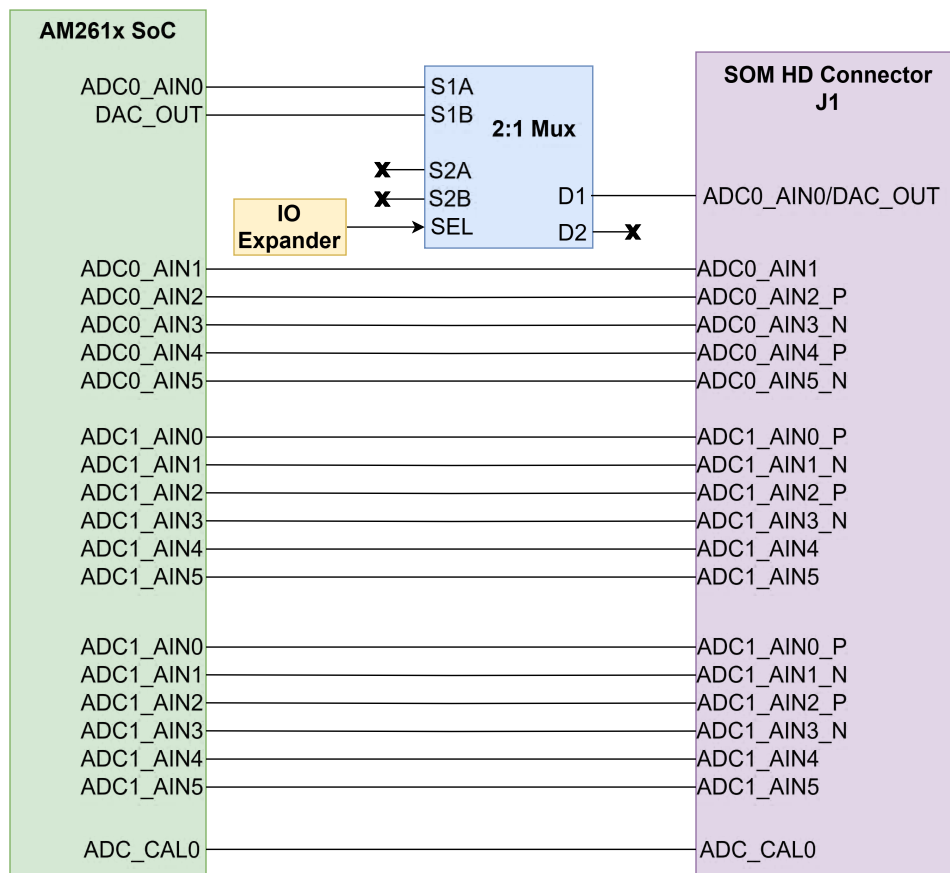 AM261x SoC
ADC0_AIN0
DAC_OUT
S1A
S1B
2:1 Mux
S2A
S2B
SEL
D1
D2
IO
Expander
SOM HD Connector
J1
ADC0_AIN0/DAC_OUT
ADC0_AIN1 ADC0_AIN1
ADC0_AIN2 ADC0_AIN2_P
ADC0_AIN3 ADC0_AIN3_N
ADC0_AIN4 ADC0_AIN4_P
ADC0_AIN5 ADC0_AIN5_N
ADC1_AIN0 ADC1_AIN0_P
ADC1_AIN1 ADC1_AIN1_N
ADC1_AIN2 ADC1_AIN2_P
ADC1_AIN3 ADC1_AIN3_N
ADC1_AIN4 ADC1_AIN4
ADC1_AIN5 ADC1_AIN5
ADC1_AIN0 ADC1_AIN0_P
ADC1_AIN1 ADC1_AIN1_N
ADC1_AIN2 ADC1_AIN2_P
ADC1_AIN3 ADC1_AIN3_N
ADC1_AIN4 ADC1_AIN4
ADC1_AIN5 ADC1_AIN5
ADC_CAL0 ADC_CAL0